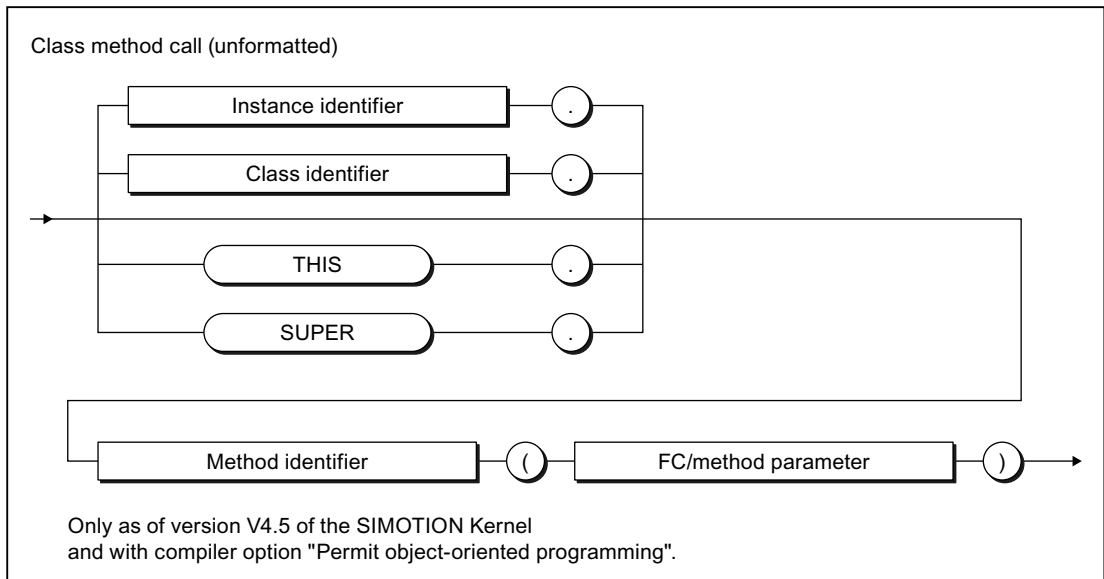 Class method call (unformatted)
Instance identifier .
Class identifier .
THIS .
SUPER .
Method identifier ( FC/method parameter )
Only as of version V4.5 of the SIMOTION Kernel
and with compiler option "Permit object-oriented programming".